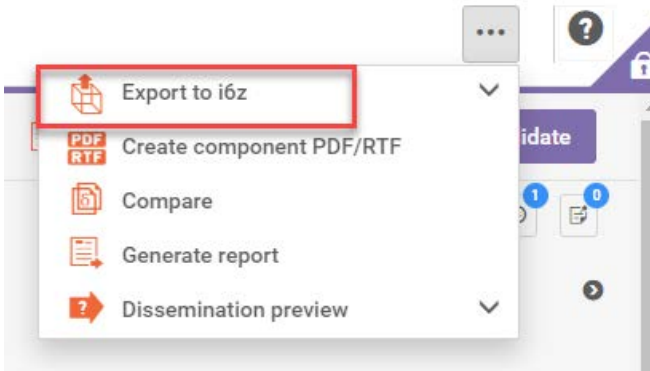 ...
?
Export to i6z
PDF
RTF
Create component PDF/RTF
idate
Compare
1
0
Generate report
?
Dissemination preview